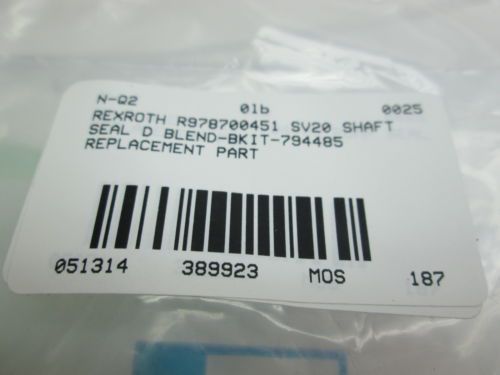 N-Q2 01b 0025
REXROTH R978700451 SV20 SHAFT
SEAL D BLEND-BKIT-794485
REPLACEMENT PART
051314 389923 MOS 187